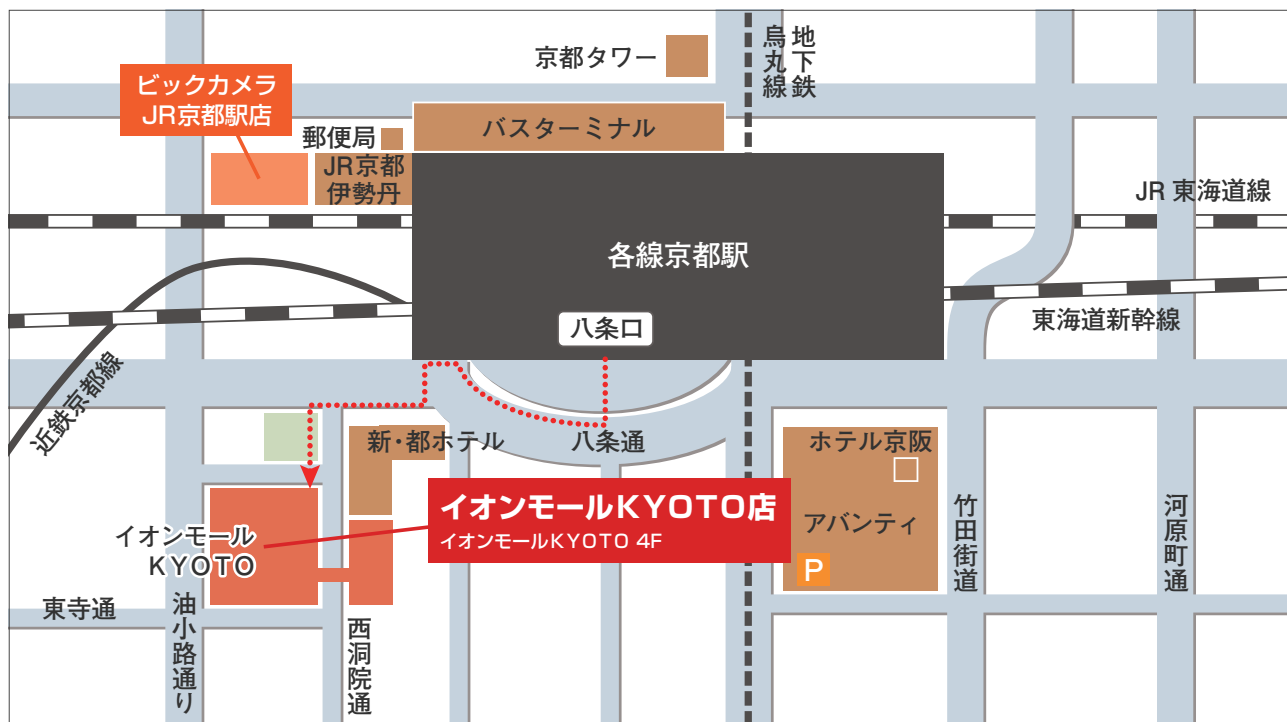 京都タワー
地下鉄
烏丸線
ビックカメラ
JR京都駅店
郵便局
バスターミナル
JR京都
伊勢丹
JR 東海道線
各線京都駅
八条口
東海道新幹線
近鉄京都線
新・都ホテル
八条通
ホテル京阪
イオンモールKYOTO店
イオンモールKYOTO 4F
アバンティ
P
イオンモール
KYOTO
竹田街道
河原町通
東寺通
油小路通り
西洞院通